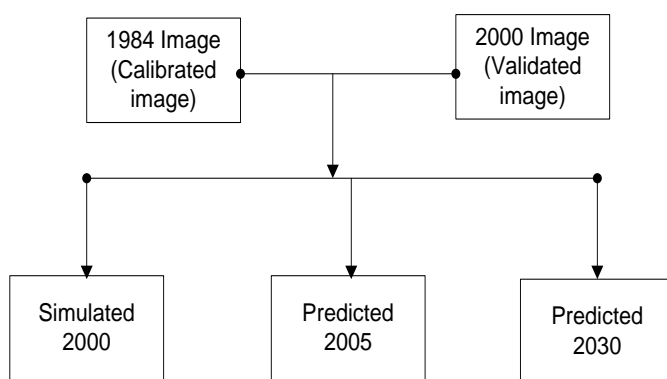 1984 Image
(Calibrated
image)
2000 Image
(Validated
image)
Simulated
2000
Predicted
2005
Predicted
2030